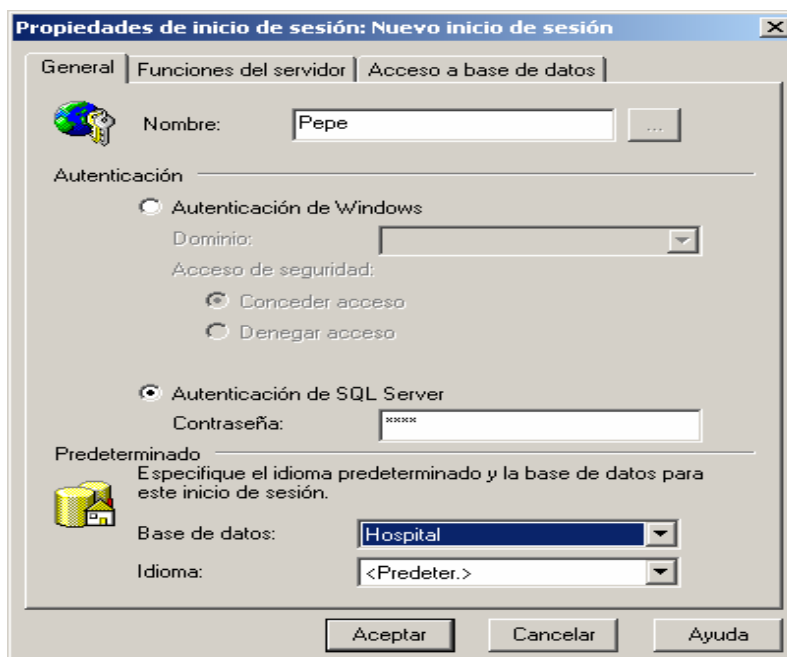 Propiedades de inicio de sesión: Nuevo inicio de sesión
General Funciones del servidor Acceso a base de datos
Nombre: Pepe ...
Autenticación
Autenticación de Windows
Dominio:
Acceso de seguridad:
Conceder acceso
Denegar acceso
Autenticación de SQL Server
Contraseña: ****
Predeterminado
Especifique el idioma predeterminado y la base de datos para
este inicio de sesión.
Base de datos: Hospital
Idioma: <Predeter.>
Aceptar Cancelar Ayuda